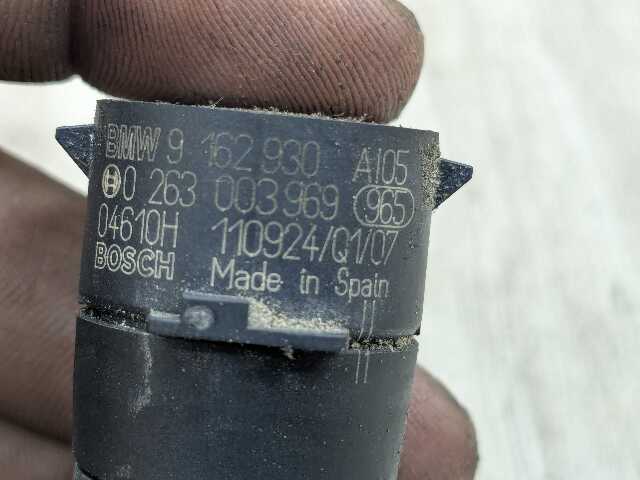 BMW 9 162 930 AI05
0 263 003 969 965
04610H 110924/Q1/07
BOSCH Made in Spain